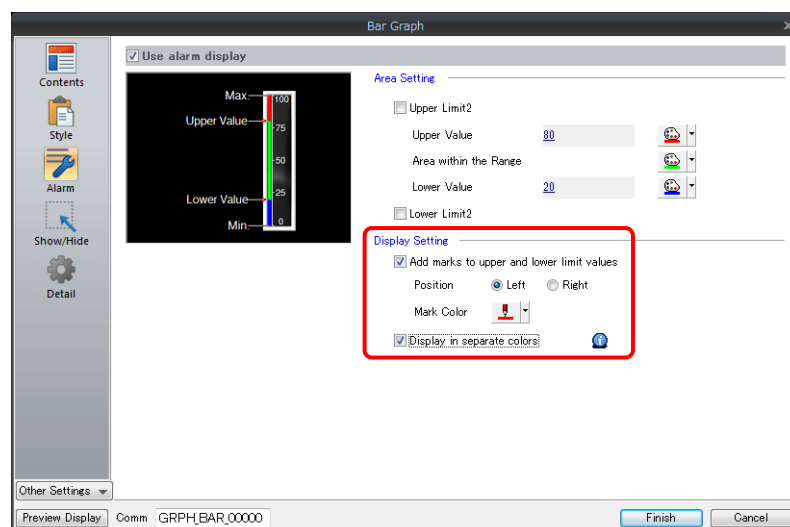 Bar Graph
Contents
Style
Alarm
Show/Hide
Detail
Use alarm display
Max.
Upper Value
Lower Value
Min.
100
75
50
25
0
Area Setting
Upper Limit2
Upper Value 80
Area within the Range
Lower Value 20
Lower Limit2
Display Setting
Add marks to upper and lower limit values
Position Left Right
Mark Color
Display in separate colors
Other Settings
Preview Display Comm GRPH_BAR_00000 Finish Cancel